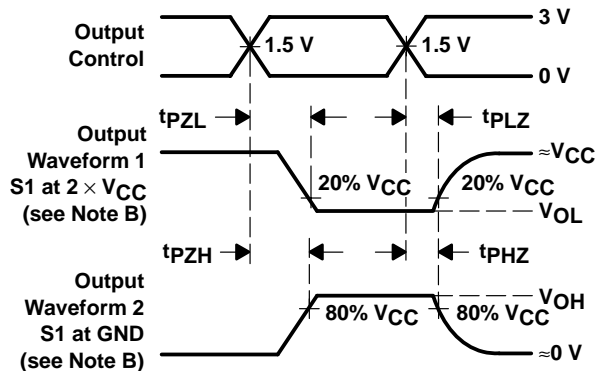 Output
Control
1.5 V
1.5 V
3 V
0 V
tPZL
tPLZ
Output
Waveform 1
S1 at 2 × VCC
(see Note B)
20% VCC
20% VCC
≈VCC
VOL
tPZH
tPHZ
Output
Waveform 2
S1 at GND
(see Note B)
80% VCC
80% VCC
VOH
≈0 V